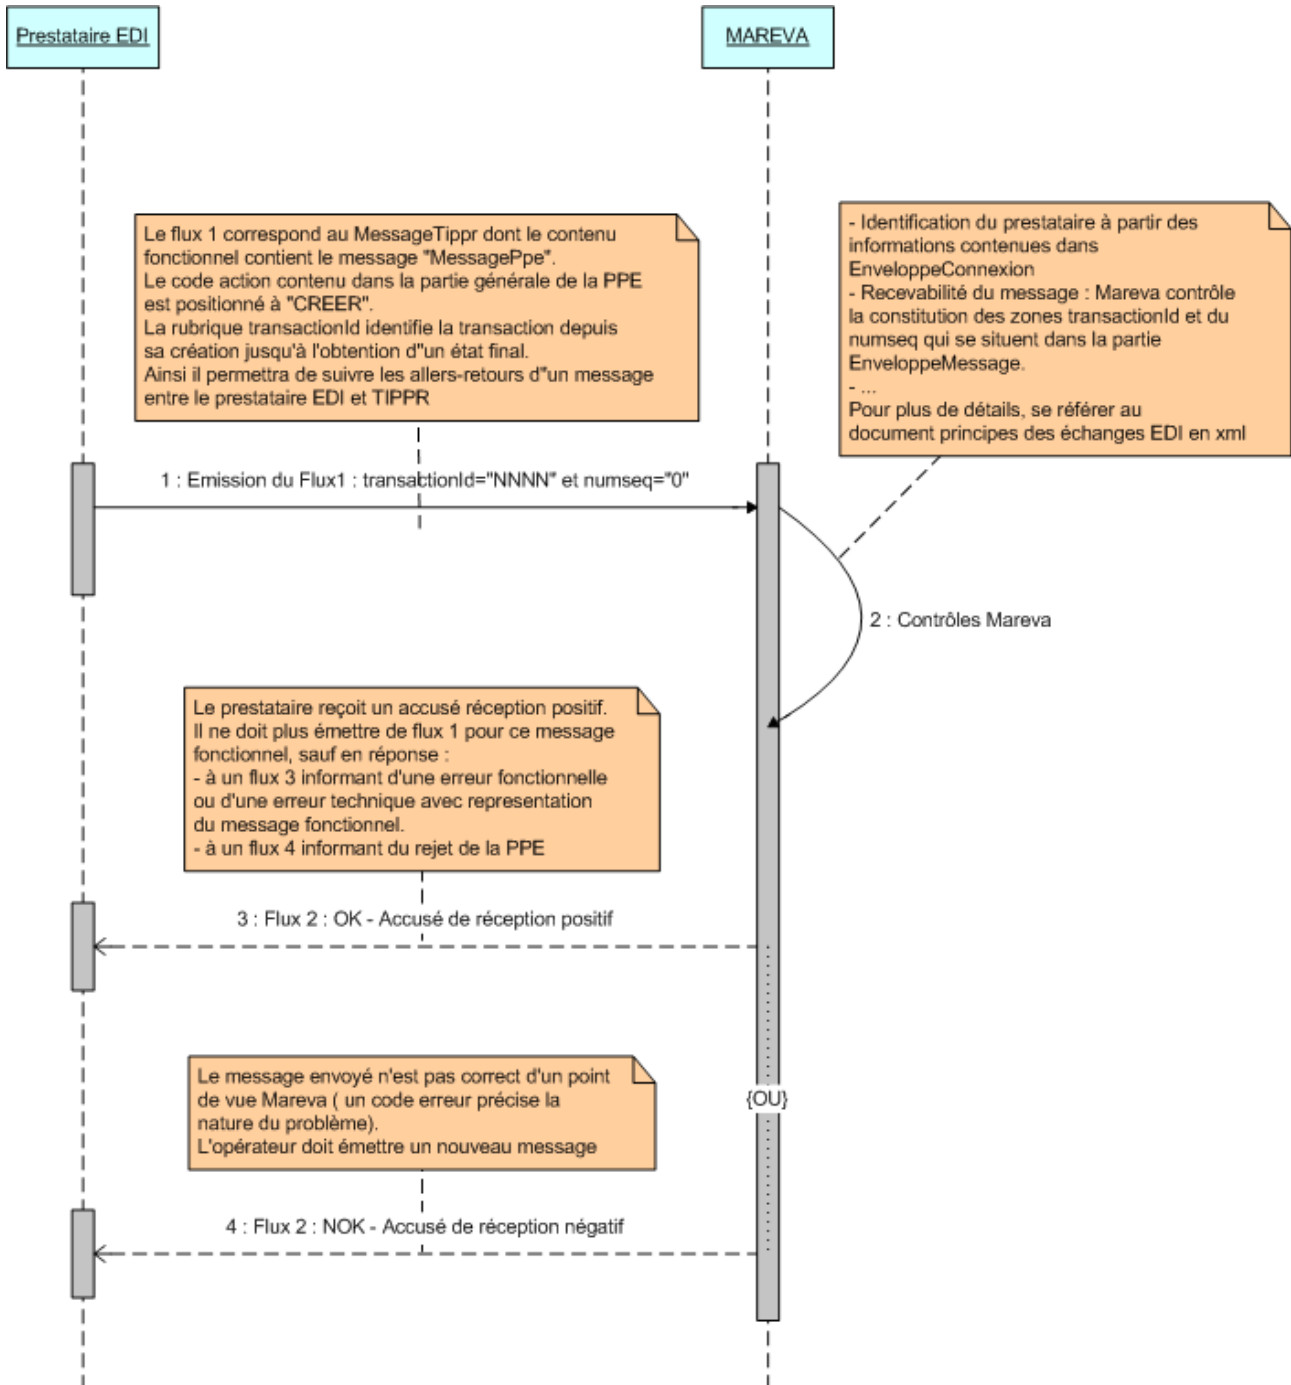 Prestataire EDI
MAREVA
Le flux 1 correspond au MessageTippr dont le contenu
fonctionnel contient le message "MessagePpe".
Le code action contenu dans la partie générale de la PPE
est positionné à "CREER".
La rubrique transactionId identifie la transaction depuis
sa création jusqu'à l'obtention d"un état final.
Ainsi il permettra de suivre les allers-retours d"un message
entre le prestataire EDI et TIPPR
- Identification du prestataire à partir des
informations contenues dans
EnveloppeConnexion
- Recevabilité du message : Mareva contrôle
la constitution des zones transactionId et du
numseq qui se situent dans la partie
EnveloppeMessage.
- ...
Pour plus de détails, se référer au
document principes des échanges EDI en xml
1 : Emission du Flux1 : transactionId="NNNN" et numseq="0"
2 : Contrôles Mareva
Le prestataire reçoit un accusé réception positif.
Il ne doit plus émettre de flux 1 pour ce message
fonctionnel, sauf en réponse :
- à un flux 3 informant d'une erreur fonctionnelle
ou d'une erreur technique avec representation
du message fonctionnel.
- à un flux 4 informant du rejet de la PPE
3 : Flux 2 : OK - Accusé de réception positif
Le message envoyé n'est pas correct d'un point
de vue Mareva ( un code erreur précise la
nature du problème).
L'opérateur doit émettre un nouveau message
{OU}
4 : Flux 2 : NOK - Accusé de réception négatif